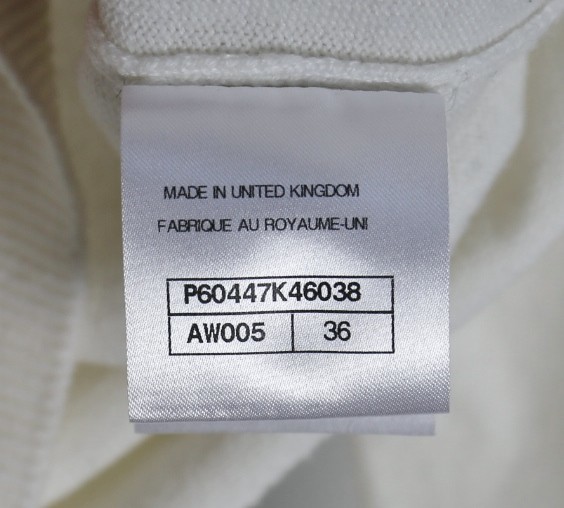 MADE IN UNITED KINGDOM
FABRIQUE AU ROYAUME-UNI
P60447K46038
AW005 36